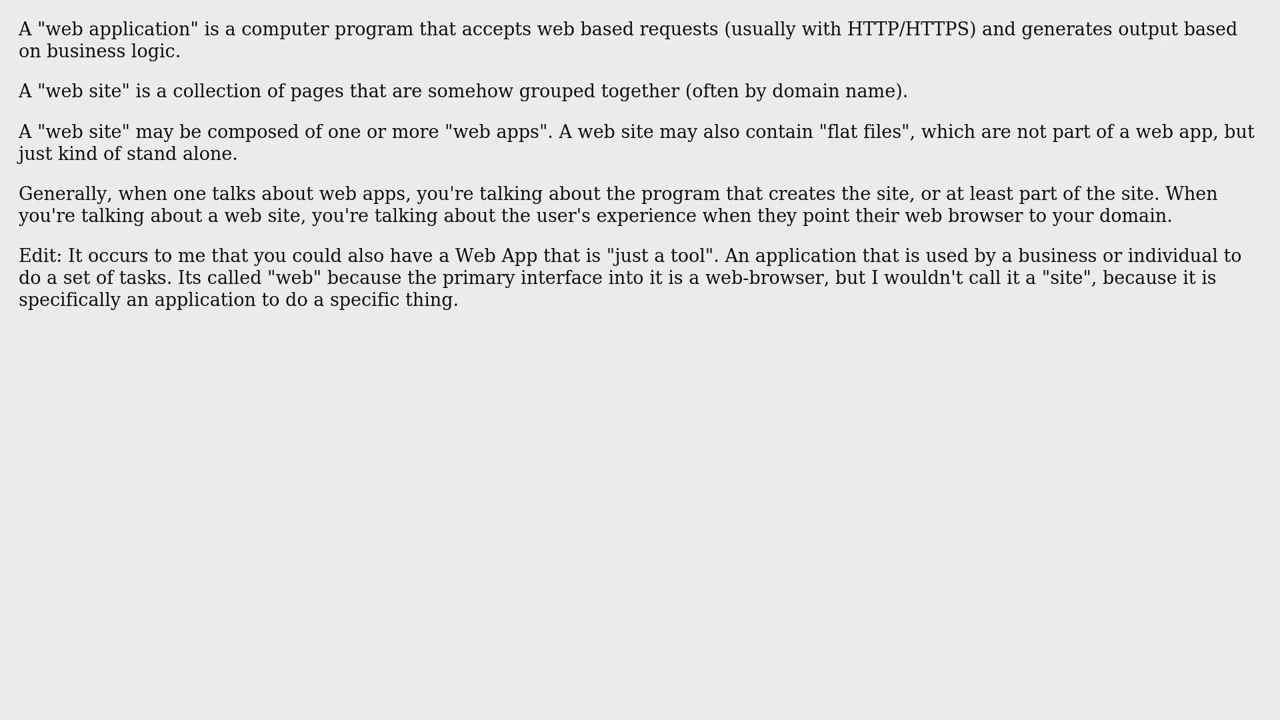 A "web application" is a computer program that accepts web based requests (usually with HTTP/HTTPS) and generates output based
on business logic.
A "web site" is a collection of pages that are somehow grouped together (often by domain name).
A "web site" may be composed of one or more "web apps". A web site may also contain "flat files", which are not part of a web app, but
just kind of stand alone.
Generally, when one talks about web apps, you're talking about the program that creates the site, or at least part of the site. When
you're talking about a web site, you're talking about the user's experience when they point their web browser to your domain.
Edit: It occurs to me that you could also have a Web App that is "just a tool". An application that is used by a business or individual to
do a set of tasks. Its called "web" because the primary interface into it is a web-browser, but I wouldn't call it a "site", because it is
specifically an application to do a specific thing.